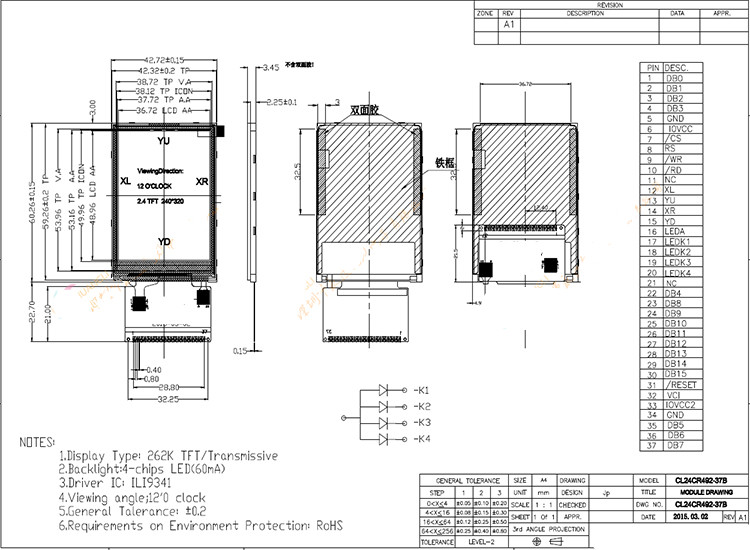 REVISION
ZONE REV DESCRIPTION DATA APPR.
A1
42.72±0.15
42.32±0.2 TP
38.72 TP V.A
38.12 TP ICON
37.72 TP A.A
36.72 LCD AA
3.00
3.45
不含双面胶!
2.25±0.1
3
双面胶
36.72
铁框
32.5
32.5
12.40
60.26±0.15
59.26±0.2 TP
53.96 TP V.A
53.16 TP A.A
49.96 TP ICON
48.96 LCD AA
YU
ViewingDirection:
XL
XR
12 O'CLOCK
2.4 TFT 240*320
YD
22.70
21.00
37
0.15
0.40
0.80
28.80
32.25
37
1
K1
K2
K3
K4
PIN DESC.
1 DB0
2 DB1
3 DB2
4 DB3
5 GND
6 IOVCC
7 /CS
8 RS
9 /WR
10 /RD
11 NC
12 XL
13 YU
14 XR
15 YD
16 LEDA
17 LEDK1
18 LEDK2
19 LEDK3
20 LEDK4
21 NC
22 DB4
23 DB8
24 DB9
25 DB10
26 DB11
27 DB12
28 DB13
29 DB14
30 DB15
31 /RESET
32 VCI
33 IOVCC2
34 GND
35 DB5
36 DB6
37 DB7
NOTES:
1.Display Type: 262K TFT/Transmissive
2.Backlight:4-chips LED(60mA)
3.Driver IC: ILI9341
4.Viewing angle;12'0 clock
5.General Talerance: ±0.2
6.Requirements on Environment Protection: RoHS
GENERAL TOLERANCE
STEP 1 2 3
0<X≤4 ±0.05 ±0.10 ±0.20
4<X≤16 ±0.08 ±0.15 ±0.30
16<X≤64 ±0.12 ±0.25 ±0.50
64<X≤256 ±0.25 ±0.40 ±0.80
TOLERANCE LEVEL-2
SIZE A4 DRAWING
UNIT mm DESIGN Jp
SCALE 1 : 1 CHECKED
SHEET 1 Of 1 APPR.
3rd ANGLE PROJECTION
MODEL CL24CR492-37B
TITLE MODULE DRAWING
DWG NO. CL24CR492-37B
DATE 2015. 03.02 REV A1